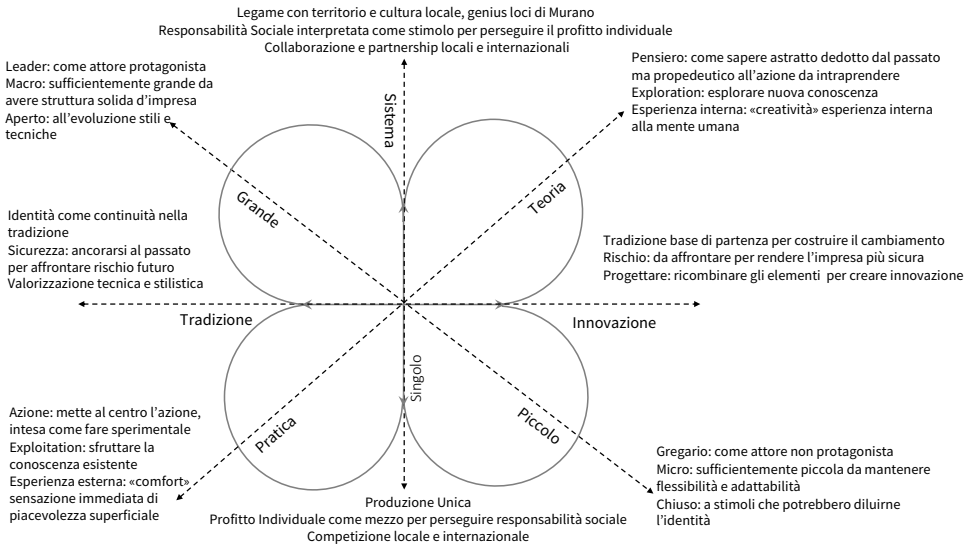 Legame con territorio e cultura locale, genius loci di Murano
Responsabilità Sociale interpretata come stimolo per perseguire il profitto individuale
Collaborazione e partnership locali e internazionali
Leader: come attore protagonista
Macro: sufficientemente grande da
avere struttura solida d'impresa
Aperto: all'evoluzione stili e
tecniche
Pensiero: come sapere astratto dedotto dal passato
ma propedeutico all'azione da intraprendere
Exploration: esplorare nuova conoscenza
Esperienza interna: «creatività» esperienza interna
alla mente umana
Sistema
Grande
Teoria
Identità come continuità nella
tradizione
Sicurezza: ancorarsi al passato
per affrontare rischio futuro
Valorizzazione tecnica e stilistica
Tradizione base di partenza per costruire il cambiamento
Rischio: da affrontare per rendere l'impresa più sicura
Progettare: ricombinare gli elementi per creare innovazione
Tradizione
Innovazione
Singolo
Pratica
Piccolo
Azione: mette al centro l'azione,
intesa come fare sperimentale
Exploitation: sfruttare la
conoscenza esistente
Esperienza esterna: «comfort»
sensazione immediata di
piacevolezza superficiale
Gregario: come attore non protagonista
Micro: sufficientemente piccola da mantenere
flessibilità e adattabilità
Chiuso: a stimoli che potrebbero diluirne
l'identità
Produzione Unica
Profitto Individuale come mezzo per perseguire responsabilità sociale
Competizione locale e internazionale